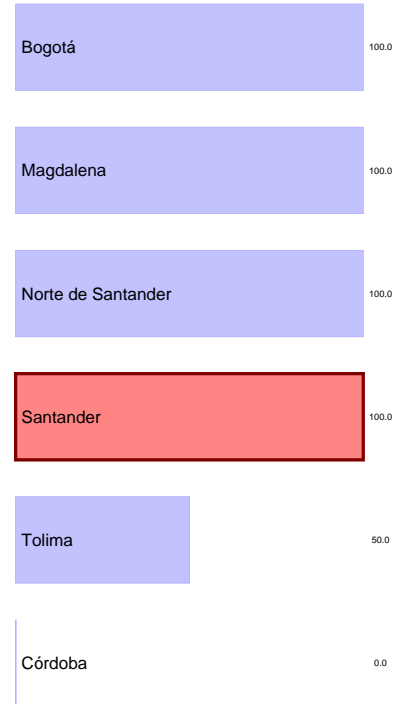 Bogotá 100.0
Magdalena 100.0
Norte de Santander 100.0
Santander 100.0
Tolima 50.0
Córdoba 0.0